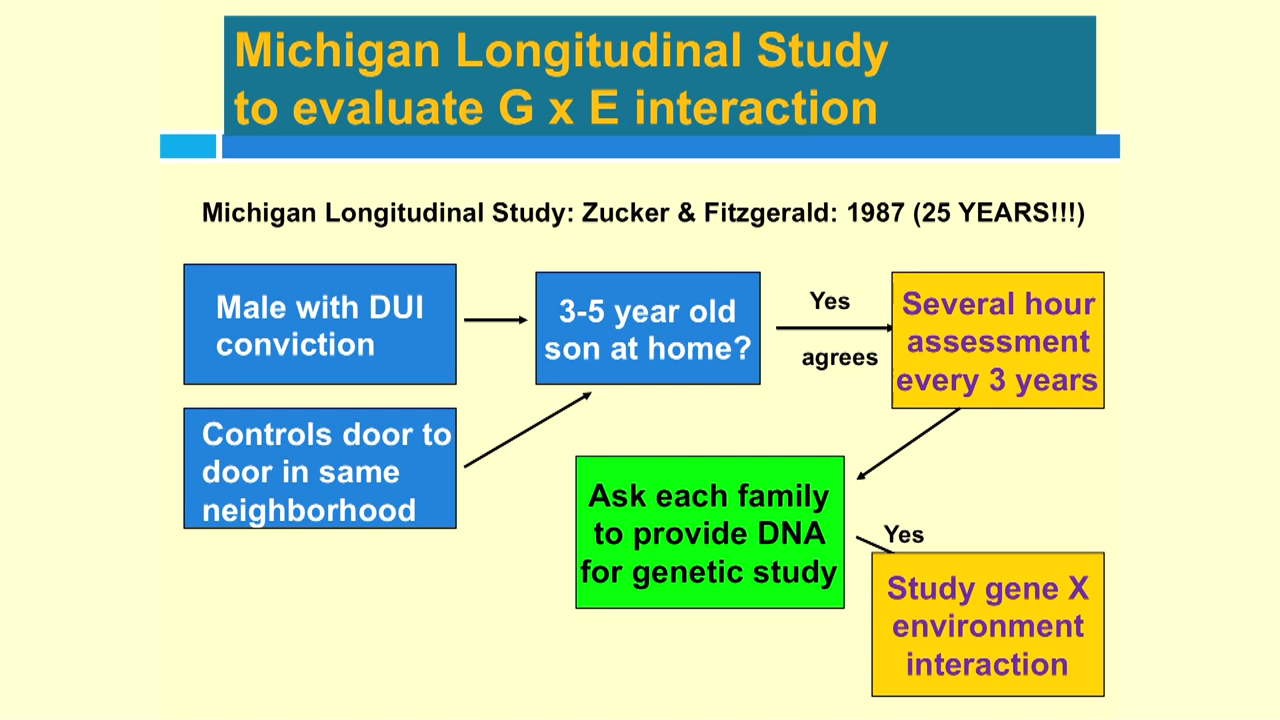 Michigan Longitudinal Study
to evaluate G x E interaction
Michigan Longitudinal Study: Zucker & Fitzgerald: 1987 (25 YEARS!!!)
Male with DUI
conviction
3-5 year old
son at home?
Yes
agrees
Several hour
assessment
every 3 years
Controls door to
door in same
neighborhood
Ask each family
to provide DNA
for genetic study
Yes
Study gene X
environment
interaction